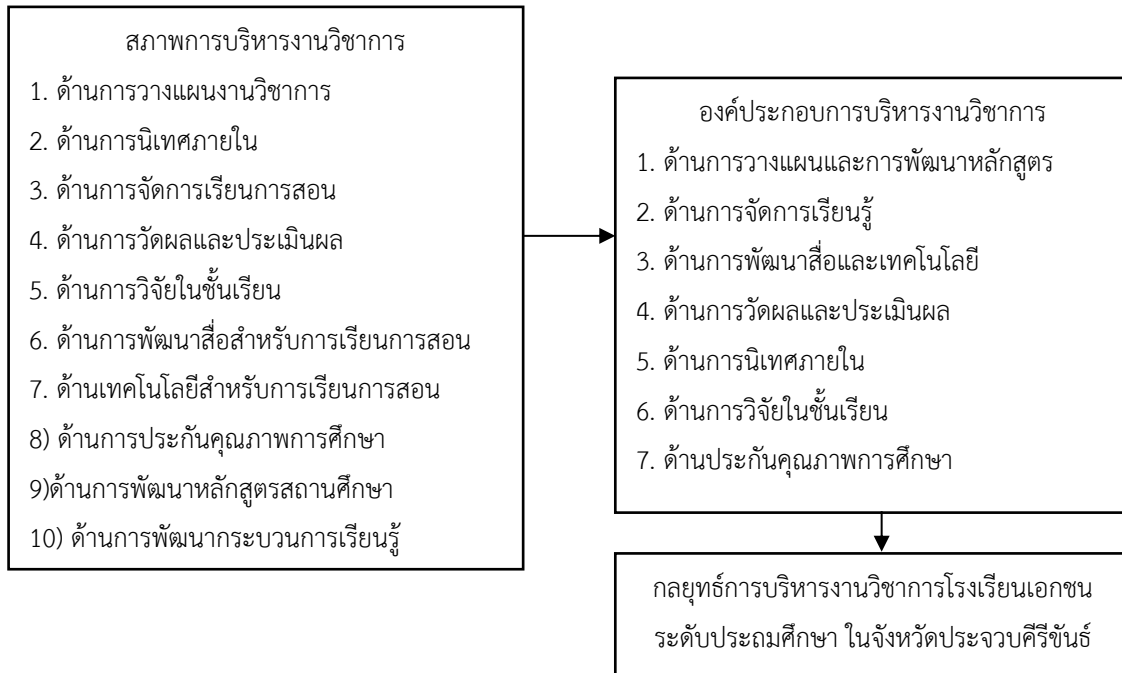 สภาพการบริหารงานวิชาการ
1. ด้านการวางแผนงานวิชาการ
2. ด้านการนิเทศภายใน
3. ด้านการจัดการเรียนการสอน
4. ด้านการวัดผลและประเมินผล
5. ด้านการวิจัยในชั้นเรียน
6. ด้านการพัฒนาสื่อสำหรับการเรียนการสอน
7. ด้านเทคโนโลยีสำหรับการเรียนการสอน
8) ด้านการประกันคุณภาพการศึกษา
9)ด้านการพัฒนาหลักสูตรสถานศึกษา
10) ด้านการพัฒนากระบวนการเรียนรู้
องค์ประกอบการบริหารงานวิชาการ
1. ด้านการวางแผนและการพัฒนาหลักสูตร
2. ด้านการจัดการเรียนรู้
3. ด้านการพัฒนาสื่อและเทคโนโลยี
4. ด้านการวัดผลและประเมินผล
5. ด้านการนิเทศภายใน
6. ด้านการวิจัยในชั้นเรียน
7. ด้านประกันคุณภาพการศึกษา
กลยุทธ์การบริหารงานวิชาการโรงเรียนเอกชน
ระดับประถมศึกษา ในจังหวัดประจวบคีรีขันธ์